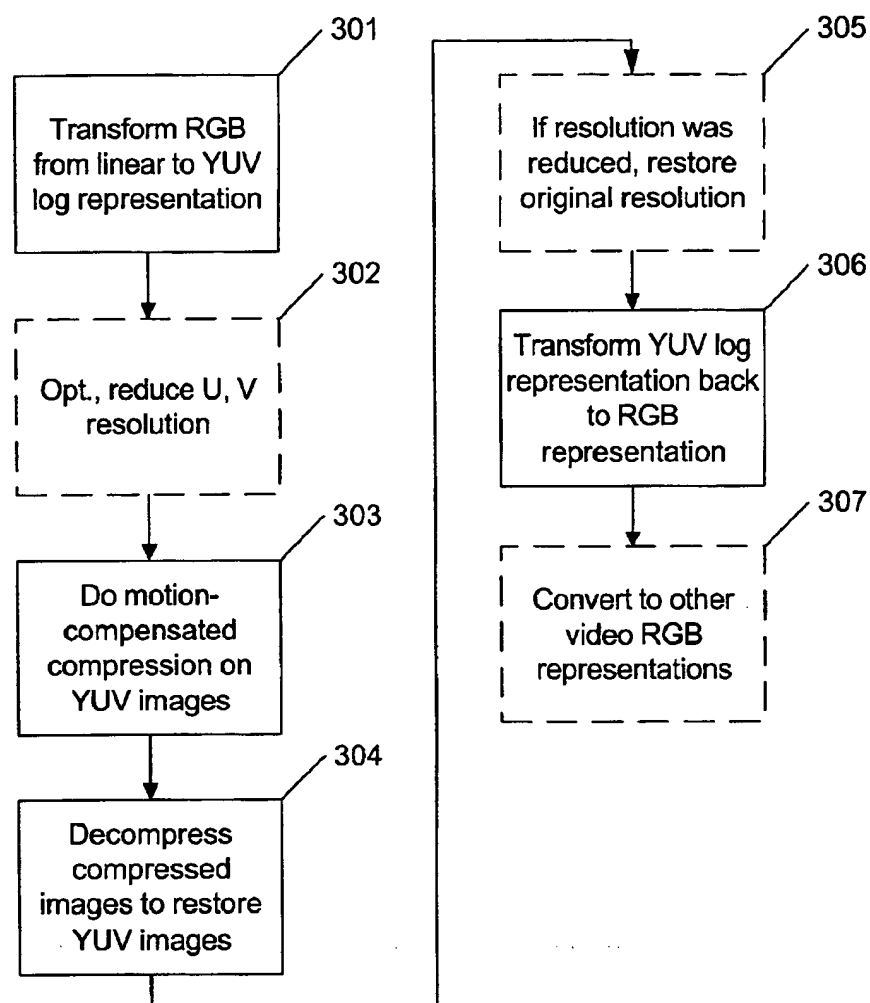 301
Transform RGB
from linear to YUV
log representation
302
Opt., reduce U, V
resolution
303
Do motion-
compensated
compression on
YUV images
304
Decompress
compressed
images to restore
YUV images
305
If resolution was
reduced, restore
original resolution
306
Transform YUV log
representation back
to RGB
representation
307
Convert to other
video RGB
representations